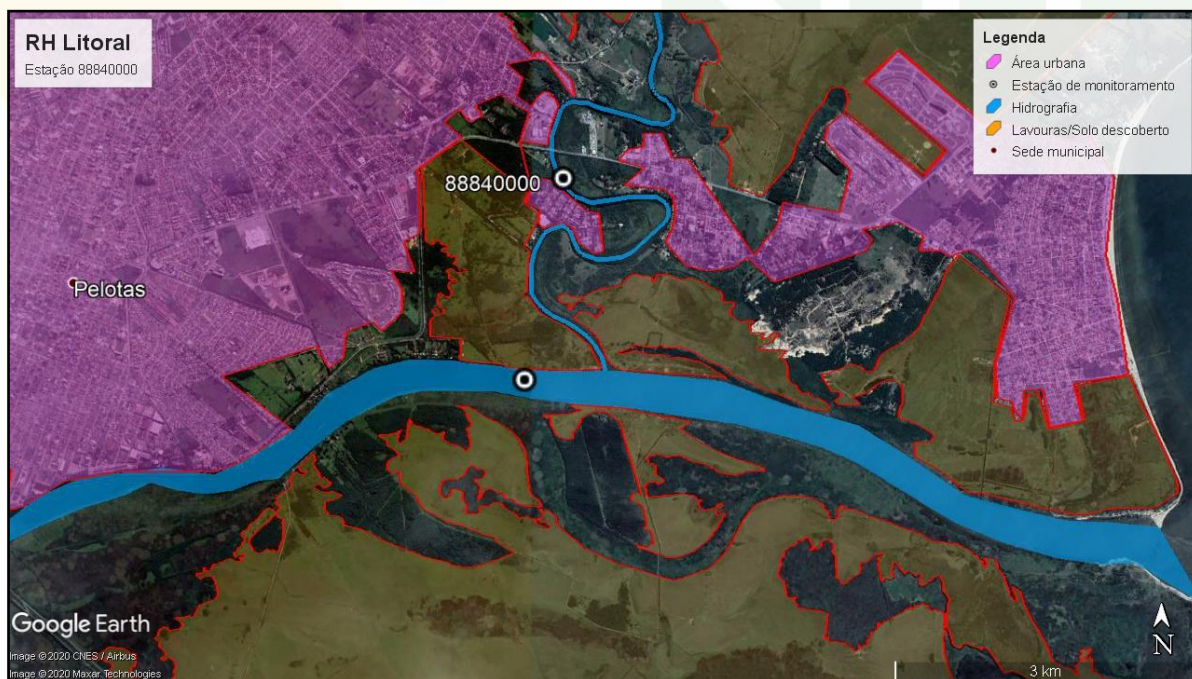 RH Litoral
Estação 88840000
Legenda
Área urbana
Estação de monitoramento
Hidrografia
Lavouras/Solo descoberto
Sede municipal
88840000
Pelotas
Google Earth
Image © 2020 CNES / Airbus
Image © 2020 Maxar Technologies
N
3 km